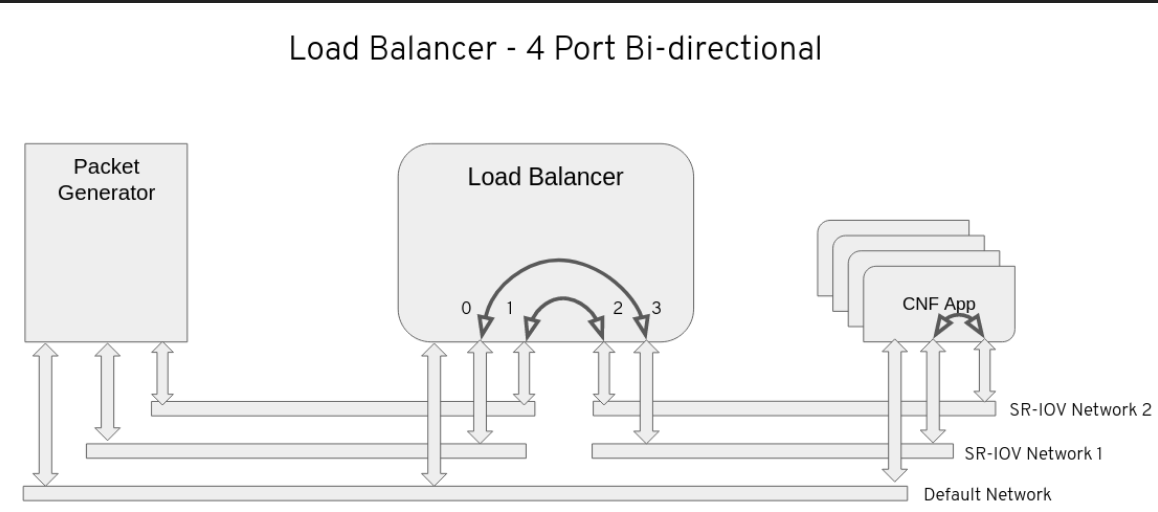 Load Balancer - 4 Port Bi-directional
Packet
Generator
Load Balancer
0 1 2 3
CNF App
SR-IOV Network 2
SR-IOV Network 1
Default Network